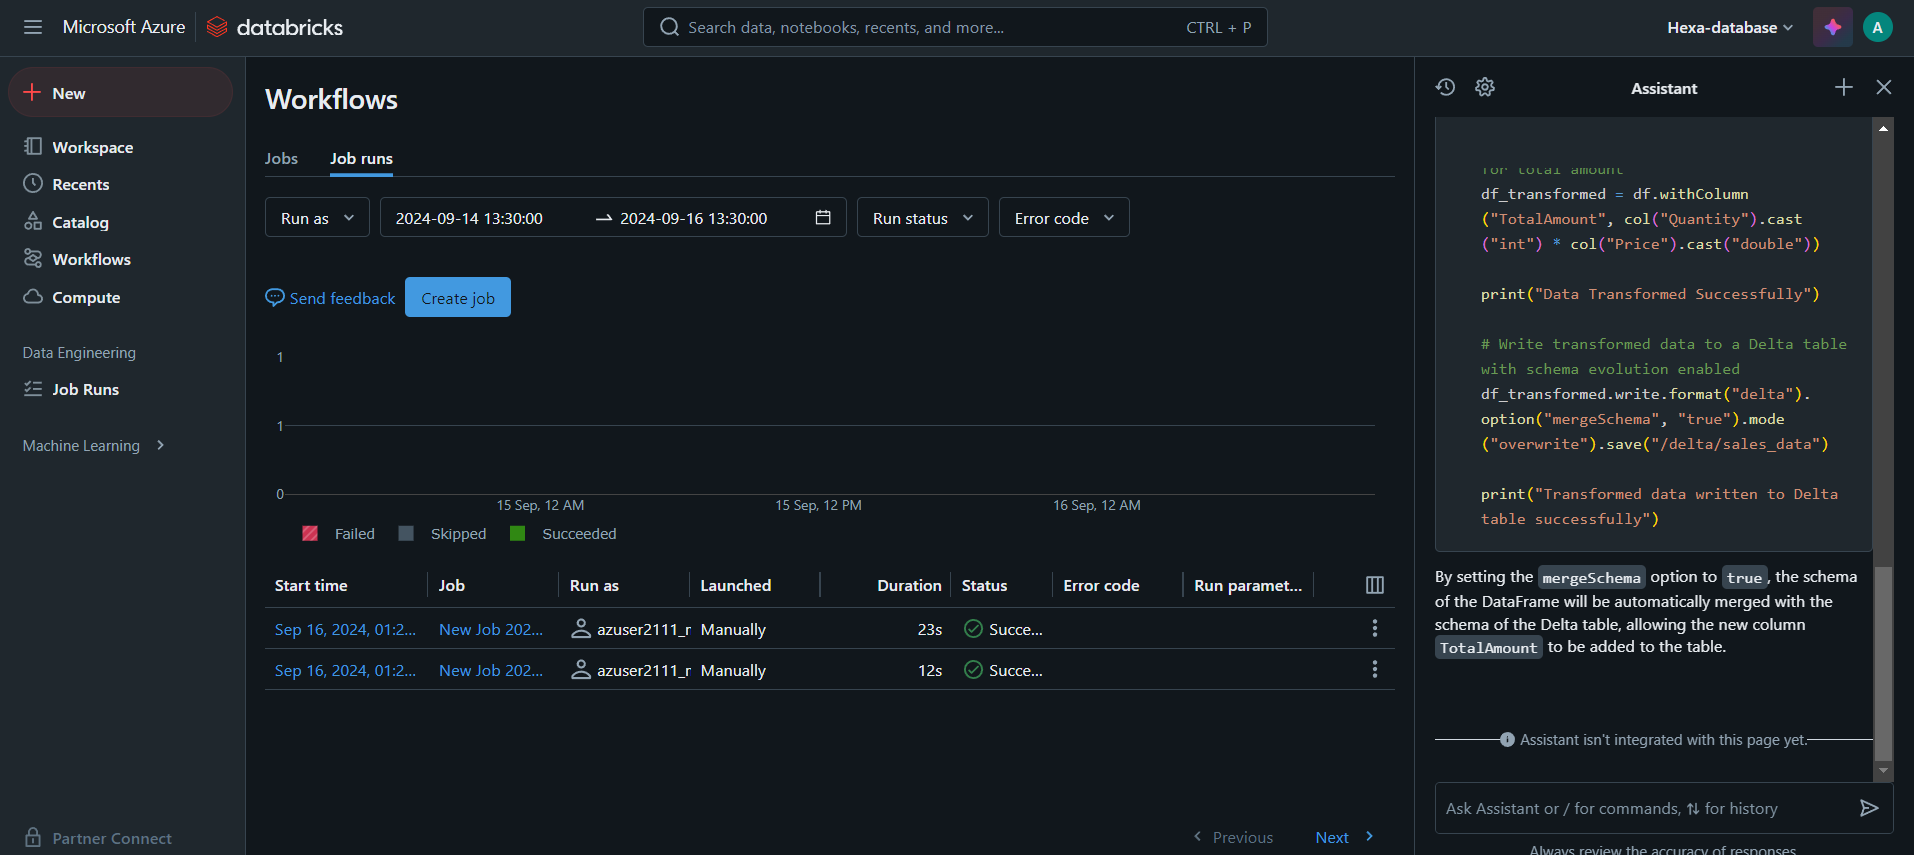 Microsoft Azure databricks
Search data, notebooks, recents, and more... CTRL + P
Hexa-database A
New
Workspace
Recents
Catalog
Workflows
Compute
Data Engineering
Job Runs
Machine Learning
Partner Connect
Workflows
Jobs Job runs
Run as 2024-09-14 13:30:00 → 2024-09-16 13:30:00 Run status Error code
Send feedback Create job
1
1
0
15 Sep, 12 AM 15 Sep, 12 PM 16 Sep, 12 AM
Failed Skipped Succeeded
Start time Job Run as Launched Duration Status Error code Run paramet...
Sep 16, 2024, 01:2... New Job 202... azuser2111_r Manually 23s Succe...
Sep 16, 2024, 01:2... New Job 202... azuser2111_r Manually 12s Succe...
Previous Next
Assistant
for total amount
df_transformed = df.withColumn
("TotalAmount", col("Quantity").cast
("int") * col("Price").cast("double"))
print("Data Transformed Successfully")
# Write transformed data to a Delta table
with schema evolution enabled
df_transformed.write.format("delta").
option("mergeSchema", "true").mode
("overwrite").save("/delta/sales_data")
print("Transformed data written to Delta
table successfully")
By setting the mergeSchema option to true, the schema
of the DataFrame will be automatically merged with the
schema of the Delta table, allowing the new column
TotalAmount to be added to the table.
Assistant isn't integrated with this page yet.
Ask Assistant or / for commands, ⇅ for history
Always review the accuracy of responses.